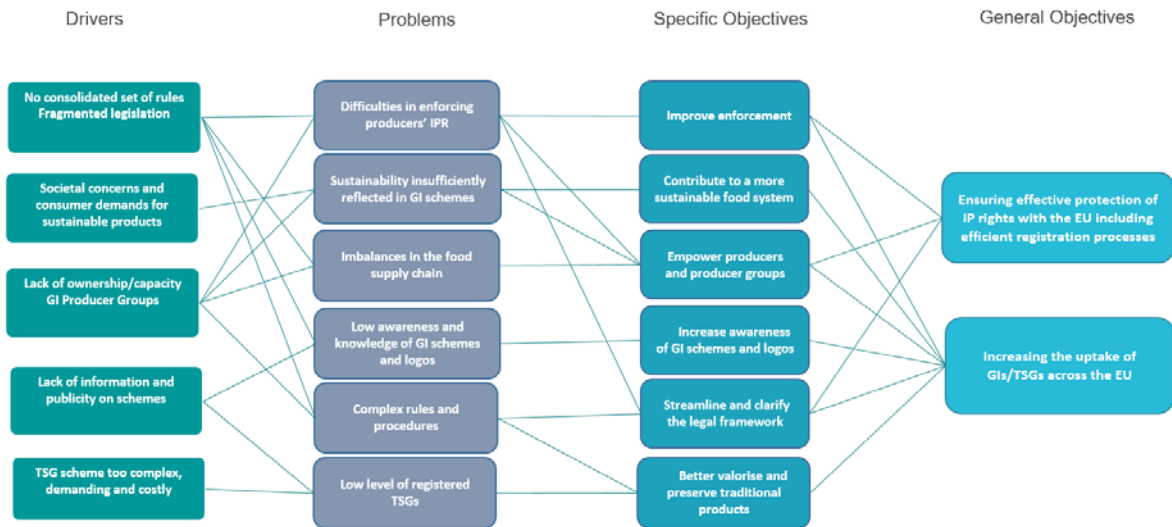 Drivers
Problems
Specific Objectives
General Objectives
No consolidated set of rules
Fragmented legislation
Societal concerns and
consumer demands for
sustainable products
Lack of ownership/capacity
GI Producer Groups
Lack of information and
publicity on schemes
TSG scheme too complex,
demanding and costly
Difficulties in enforcing
producers' IPR
Sustainability insufficiently
reflected in GI schemes
Imbalances in the food
supply chain
Low awareness and
knowledge of GI schemes
and logos
Complex rules and
procedures
Low level of registered
TSGs
Improve enforcement
Contribute to a more
sustainable food system
Empower producers
and producer groups
Increase awareness
of GI schemes and logos
Streamline and clarify
the legal framework
Better valorise and
preserve traditional
products
Ensuring effective protection of
IP rights with the EU including
efficient registration processes
Increasing the uptake of
GIs/TSGs across the EU